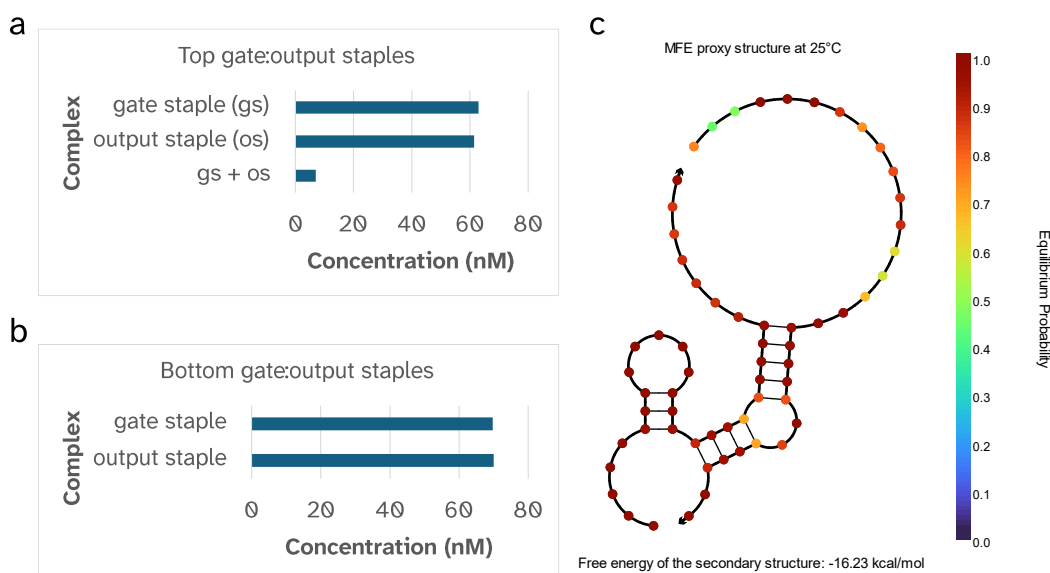 a
Top gate:output staples
Complex
gate staple (gs)
output staple (os)
gs + os
0 20 40 60 80
Concentration (nM)
b
Bottom gate:output staples
Complex
gate staple
output staple
0 20 40 60 80
Concentration (nM)
c
MFE proxy structure at 25°C
1.0
0.9
0.8
0.7
0.6
0.5
0.4
0.3
0.2
0.1
0.0
Equilibrium Probability
Free energy of the secondary structure: -16.23 kcal/mol